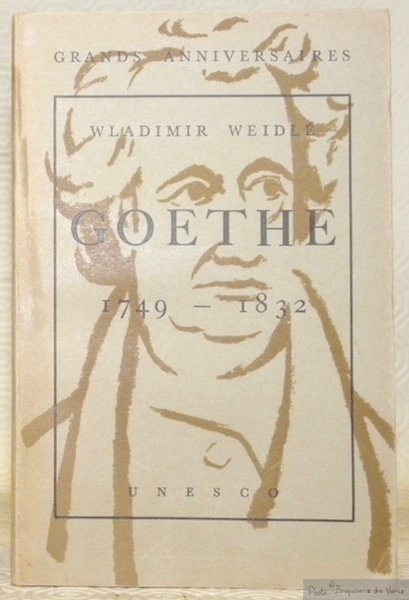 GRANDS ANNIVERSAIRES
WLADIMIR WEIDLÉ
GOETHE
1749 – 1832
UNESCO
Photo © Bouquinerie du Varis